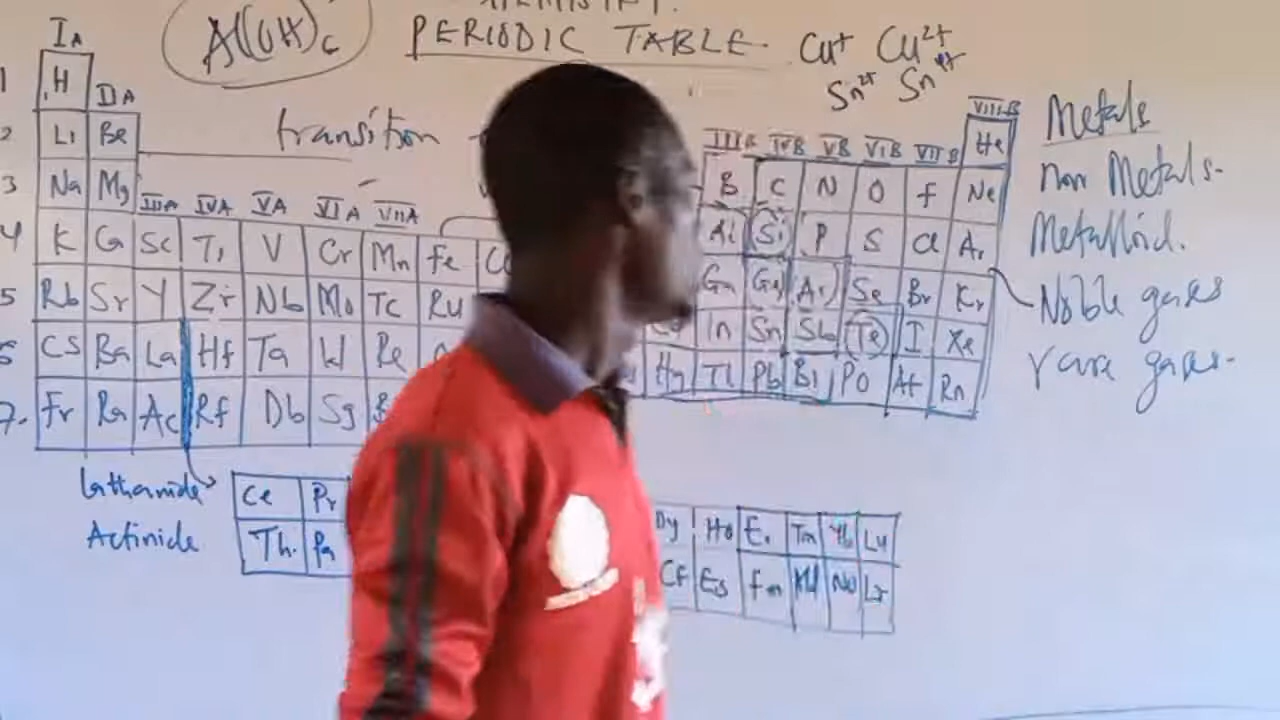 CHEMISTRY.
IA Al(OH)6 PERIODIC TABLE. Cu+ Cu2+
1 H Sn2+ Sn4+
DA
VIIIB Metals
2 Li Be transition IIIB IVB VB VIB VIIB He
3 Na Mg B C N O F Ne non Metals.
IIIA IVA VA VIA VIIA
4 K Ca Sc Ti V Cr Mn Fe Al Si P S Cl Ar Metalloid.
5 Rb Sr Y Zir Nb Mo Tc Ru Ga Ge As Se Br Kr Noble gases
6 Cs Ba La Hf Ta W Re In Sn Sb Te I Xe rare gases.
7. Fr Ra Ac Rf Db Sg Hg Tl Pb Bi Po At Rn
Lathanide Ce Pr Dy Ho Er Tm Yb Lu
Actinide Th. Pa Cf Es fm Md No Lr